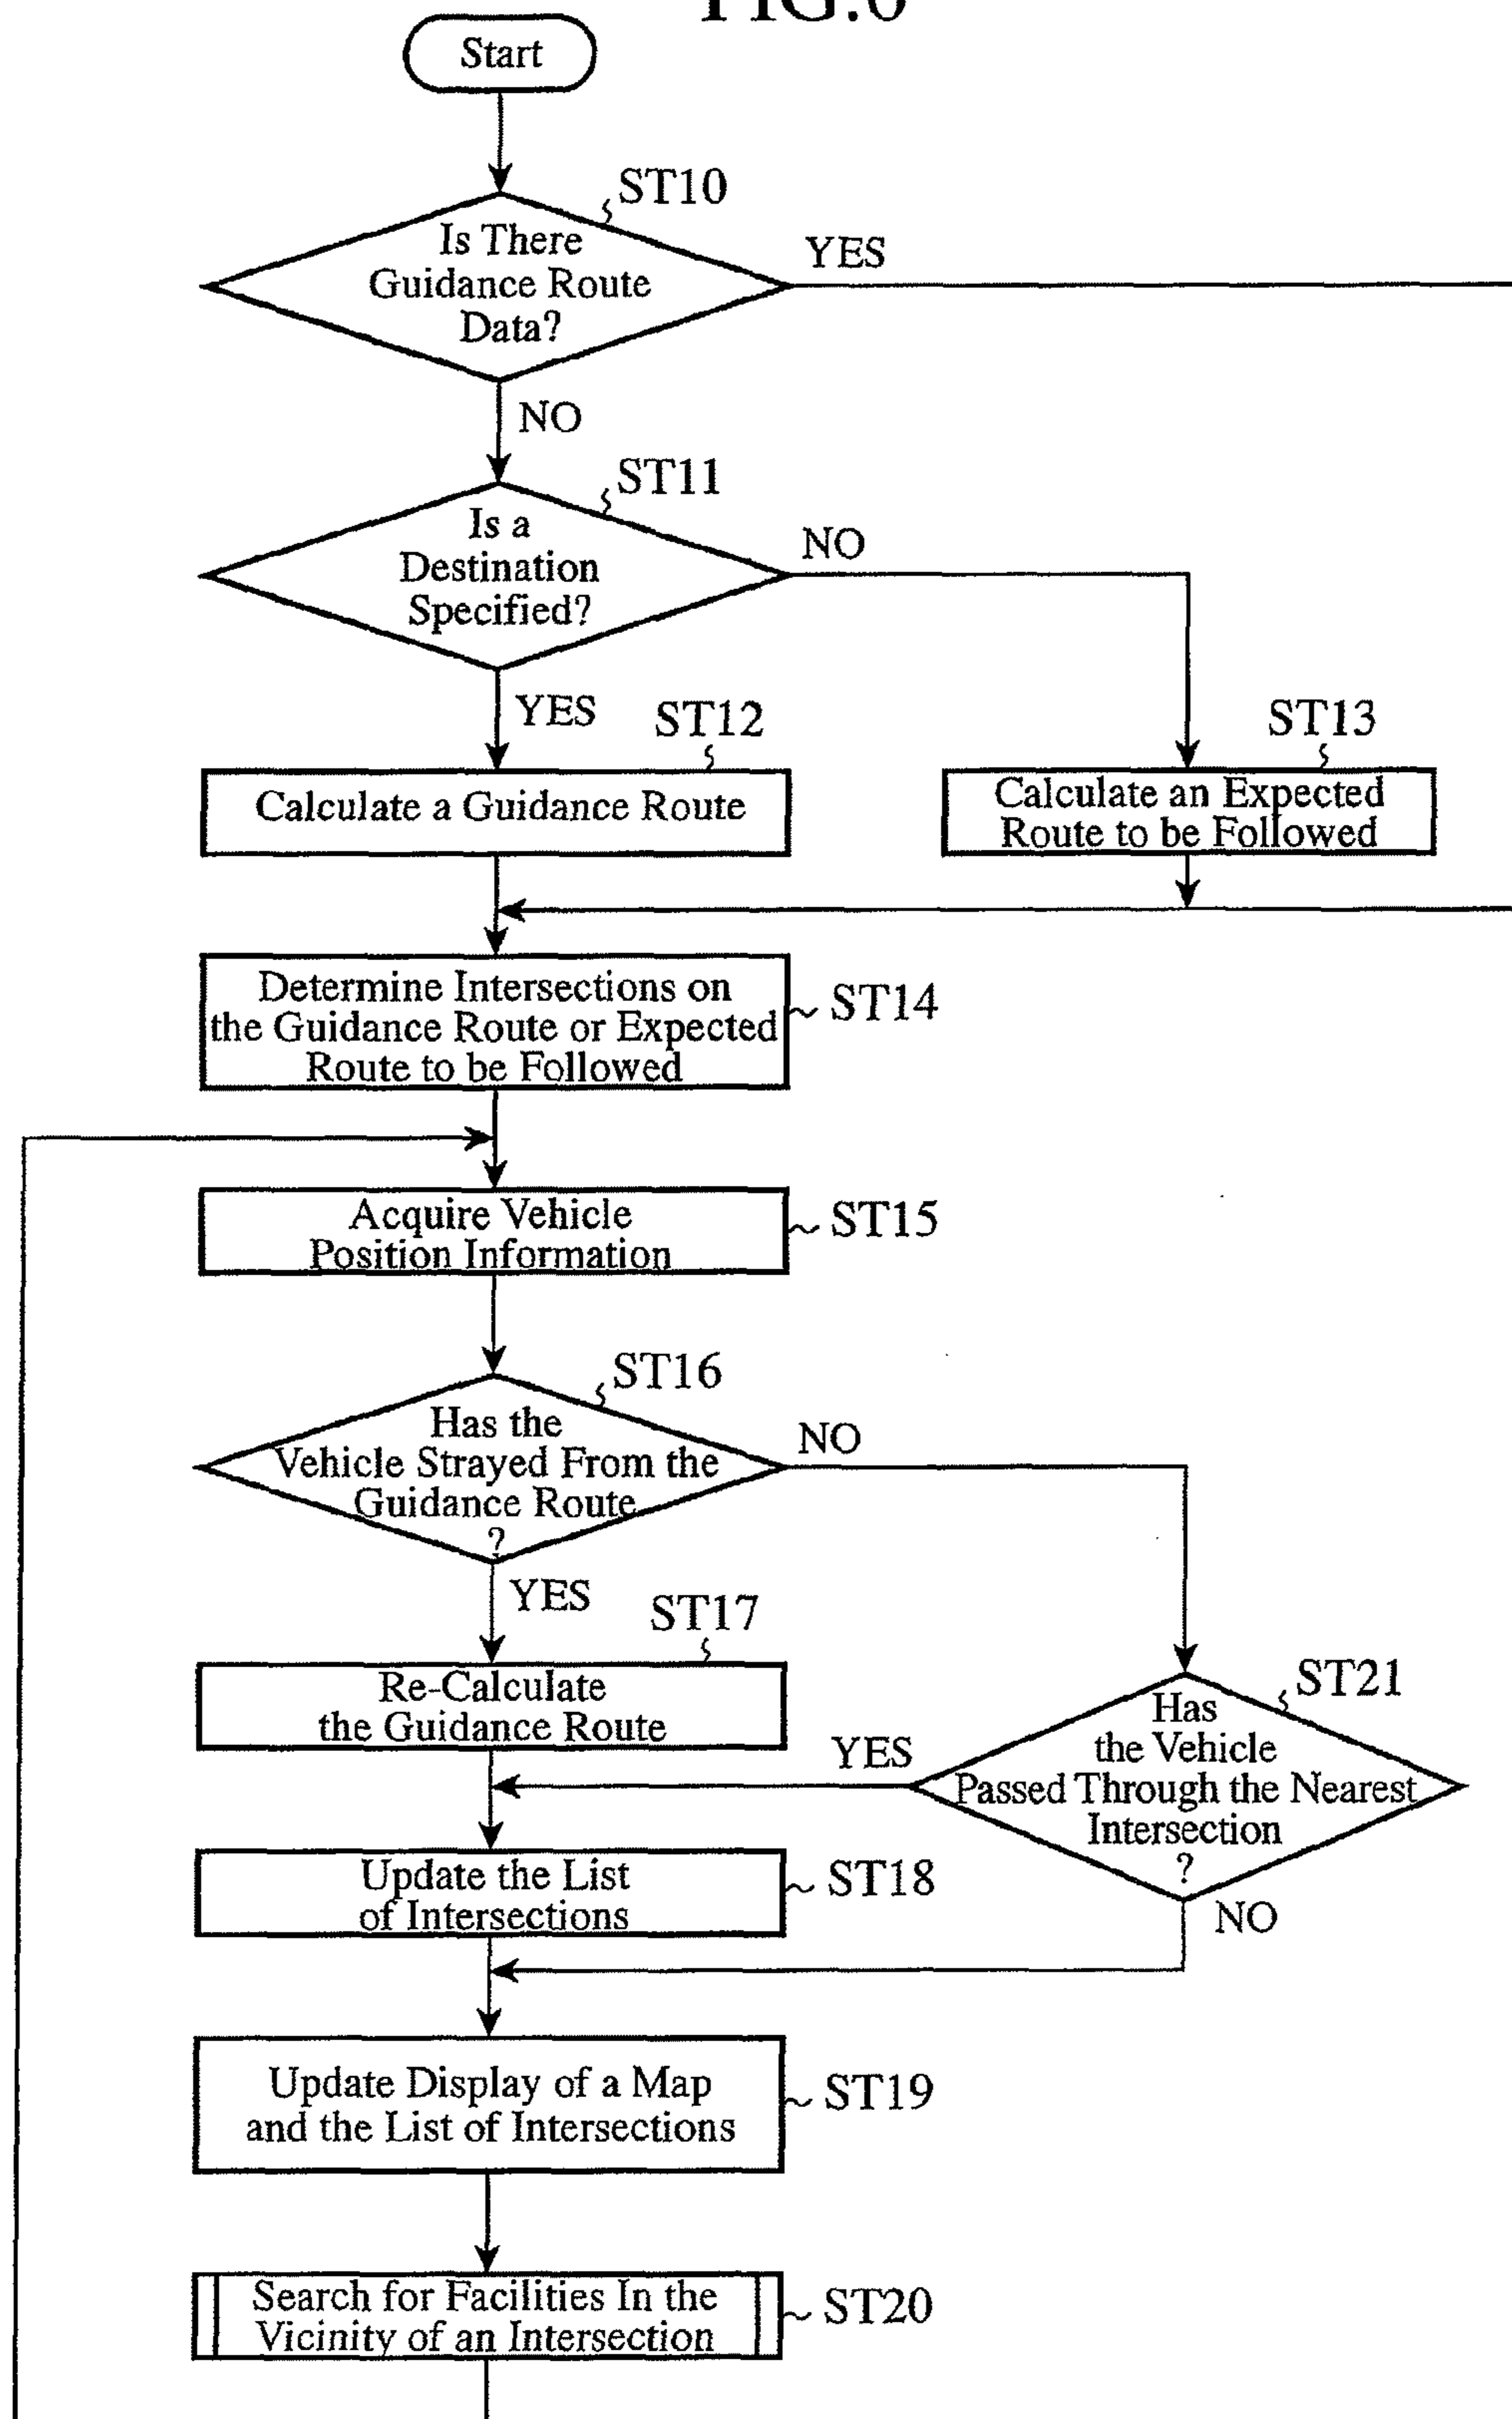 FIG.6
Start
ST10
Is There
Guidance Route
Data?
YES
NO
ST11
Is a
Destination
Specified?
NO
YES
ST12
Calculate a Guidance Route
ST13
Calculate an Expected
Route to be Followed
Determine Intersections on
the Guidance Route or Expected
Route to be Followed
ST14
Acquire Vehicle
Position Information
ST15
ST16
Has the
Vehicle Strayed From the
Guidance Route
?
NO
YES
ST17
Re-Calculate
the Guidance Route
ST21
Has
the Vehicle
Passed Through the Nearest
Intersection
?
YES
NO
Update the List
of Intersections
ST18
Update Display of a Map
and the List of Intersections
ST19
Search for Facilities In the
Vicinity of an Intersection
ST20